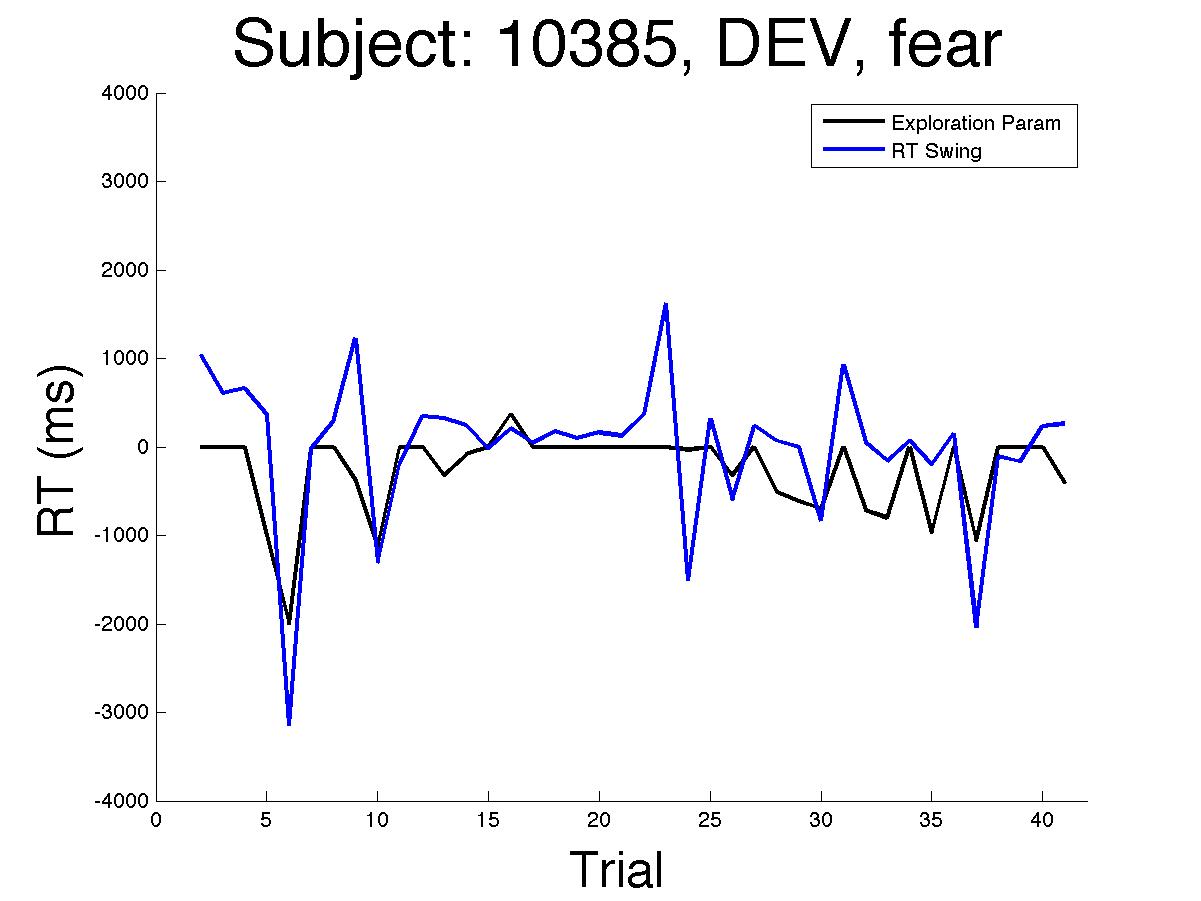 Subject: 10385, DEV, fear
4000
3000
2000
1000
0
-1000
-2000
-3000
-4000
RT (ms)
Exploration Param
RT Swing
0 5 10 15 20 25 30 35 40
Trial